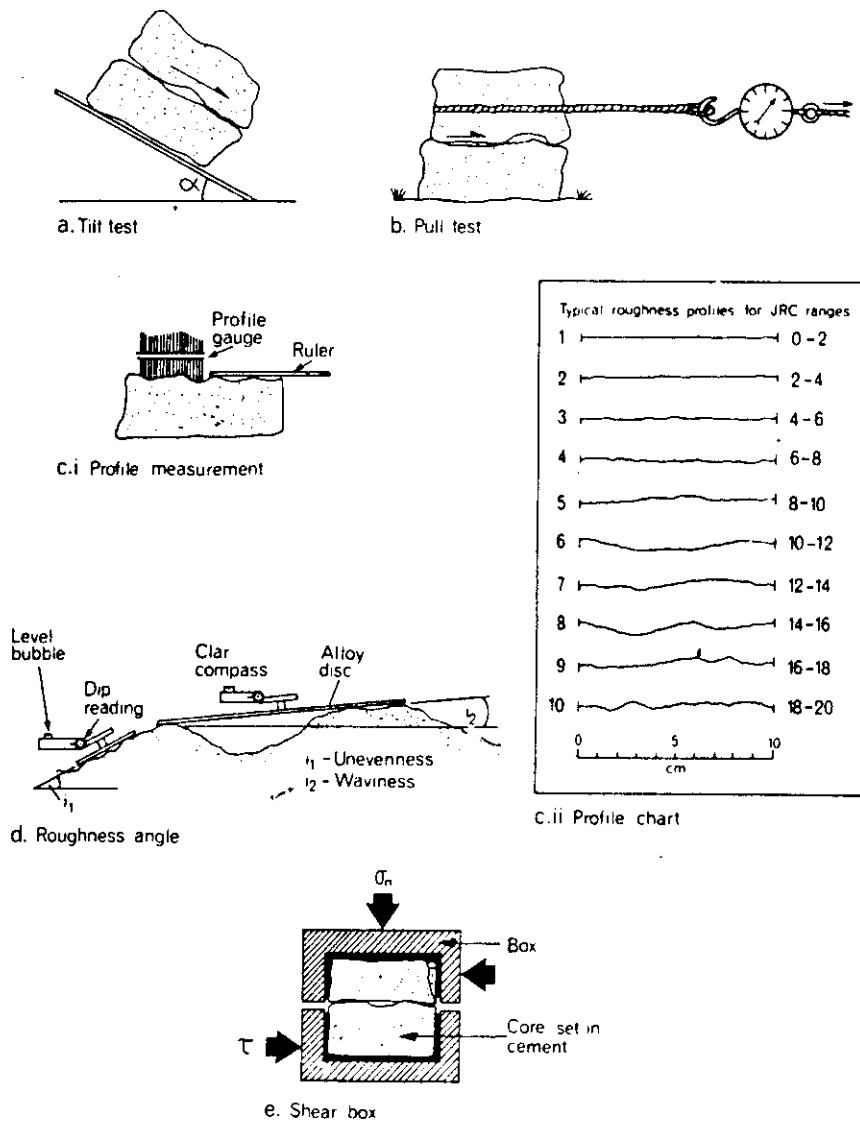 α
a. Tilt test
b. Pull test
Profile
gauge
Ruler
c.i Profile measurement
Typical roughness profiles for JRC ranges
1 0-2
2 2-4
3 4-6
4 6-8
5 8-10
6 10-12
7 12-14
8 14-16
9 16-18
10 18-20
0 5 10
cm
c.ii Profile chart
Level
bubble
Dip
reading
Clar
compass
Alloy
disc
i₂
i₁ - Unevenness
i₂ - Waviness
i₁
d. Roughness angle
σₙ
Box
Core set in
cement
τ
e. Shear box